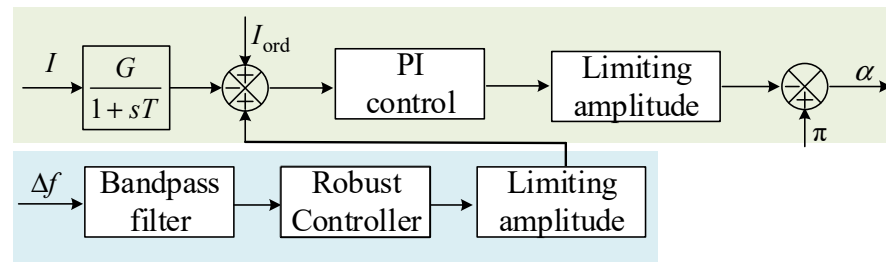 I
G
1 + sT
I_ord
+
−
+
PI
control
Limiting
amplitude
−
+
α
π
Δf
Bandpass
filter
Robust
Controller
Limiting
amplitude